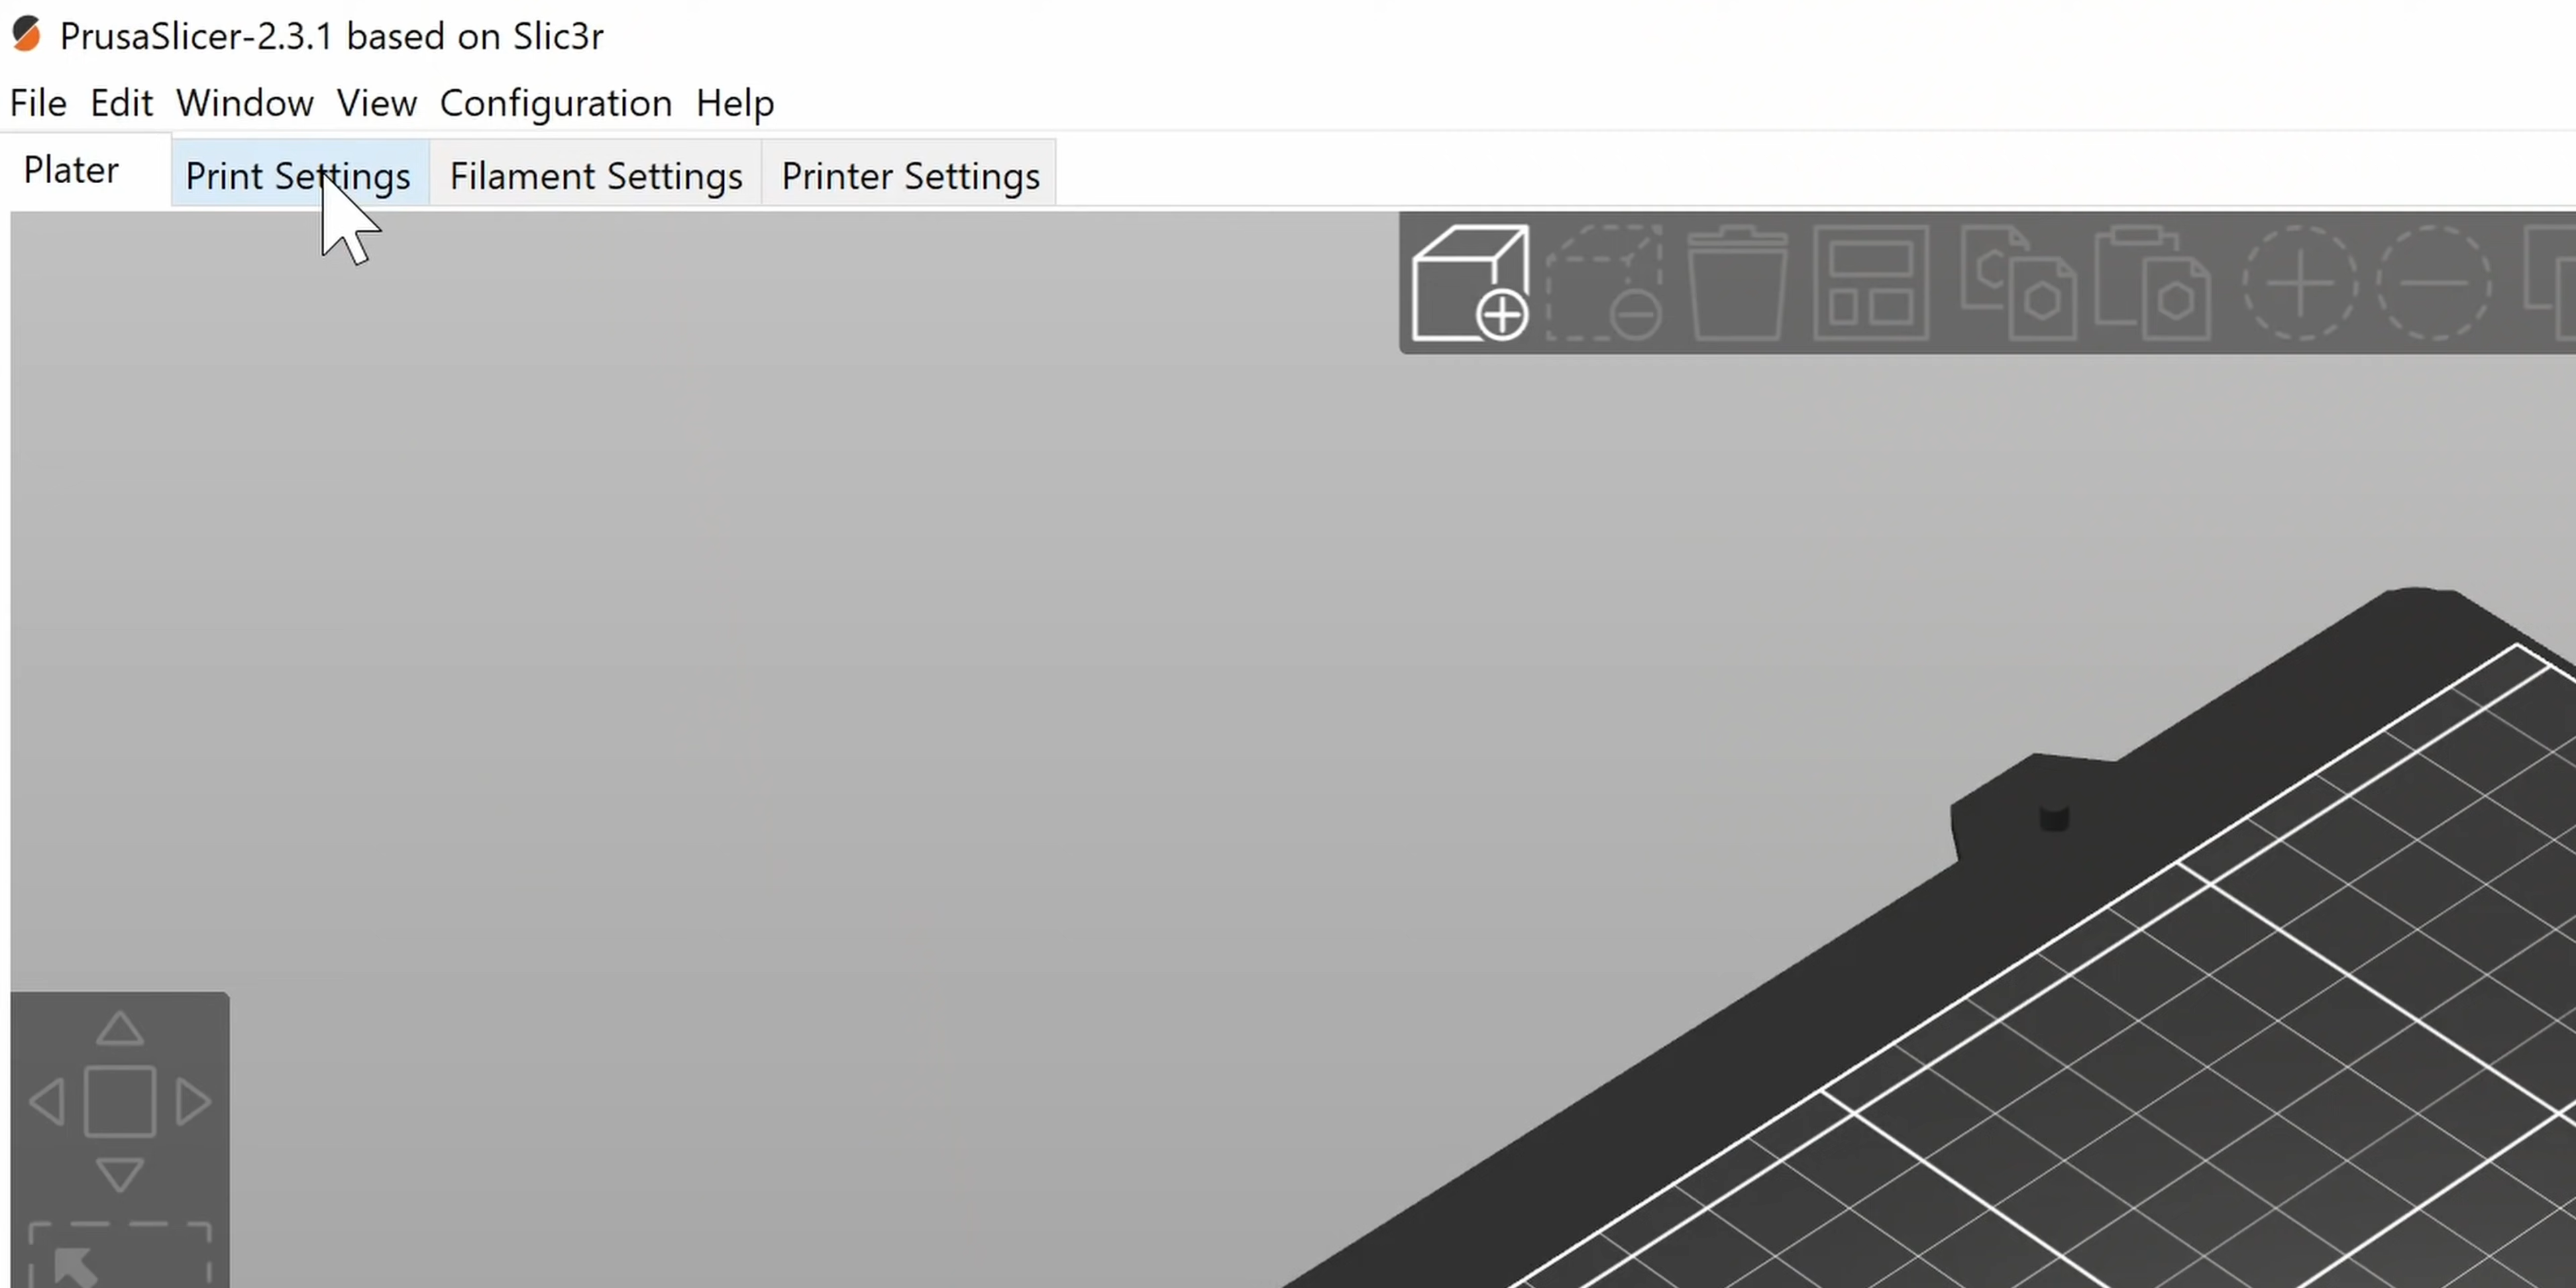 PrusaSlicer-2.3.1 based on Slic3r
File Edit Window View Configuration Help
Plater Print Settings Filament Settings Printer Settings